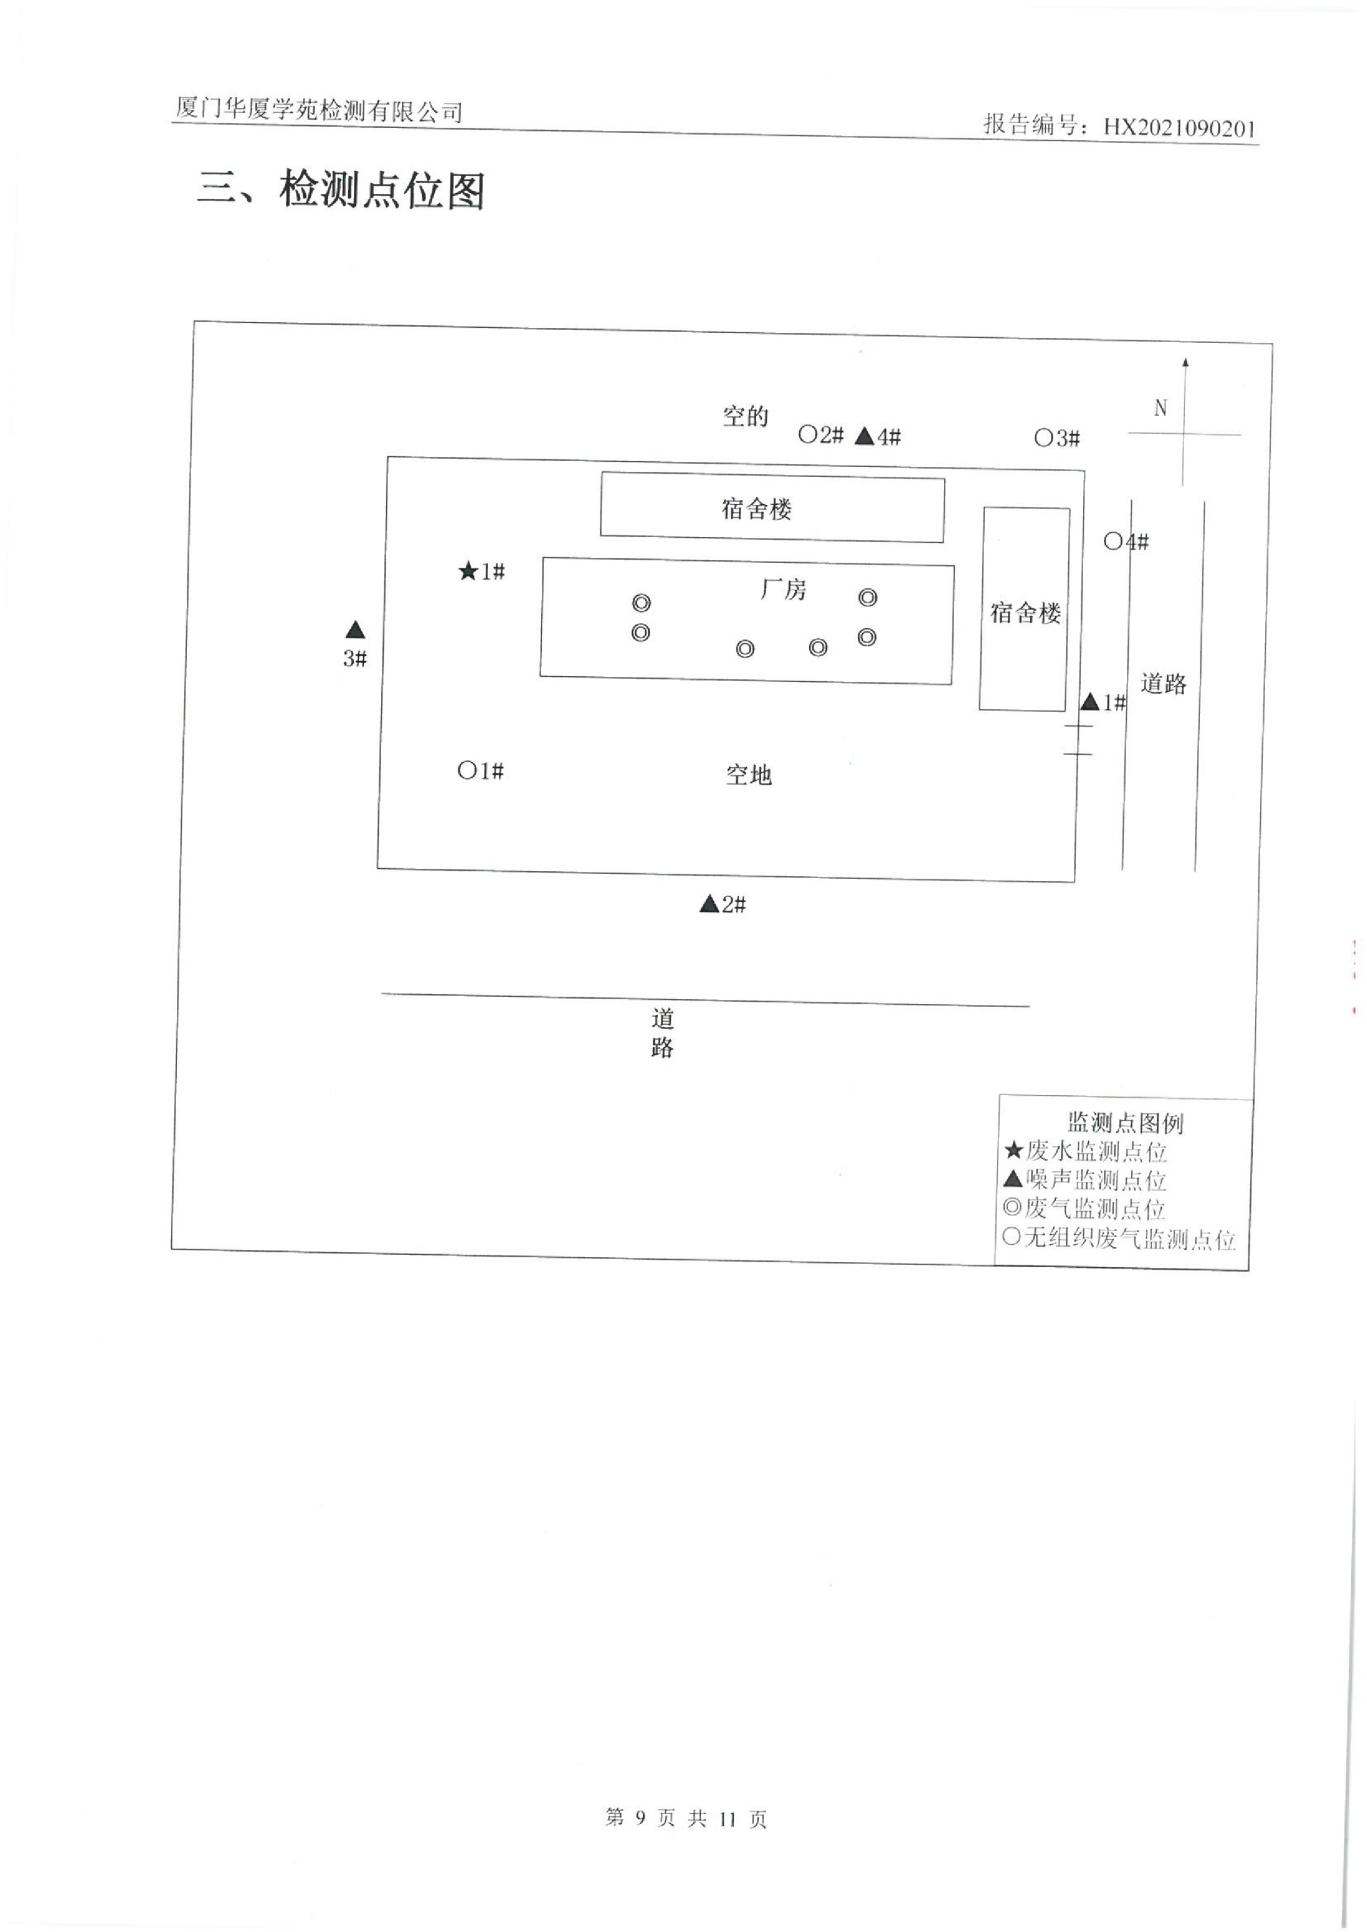 厦门华厦学苑检测有限公司
报告编号：HX2021090201
三、检测点位图
N
空的
○2# ▲4#
○3#
宿舍楼
○4#
★1#
厂房
宿舍楼
▲
3#
道路
▲1#
○1#
空地
▲2#
道
路
监测点图例
★废水监测点位
▲噪声监测点位
◎废气监测点位
○无组织废气监测点位
第 9 页 共 11 页